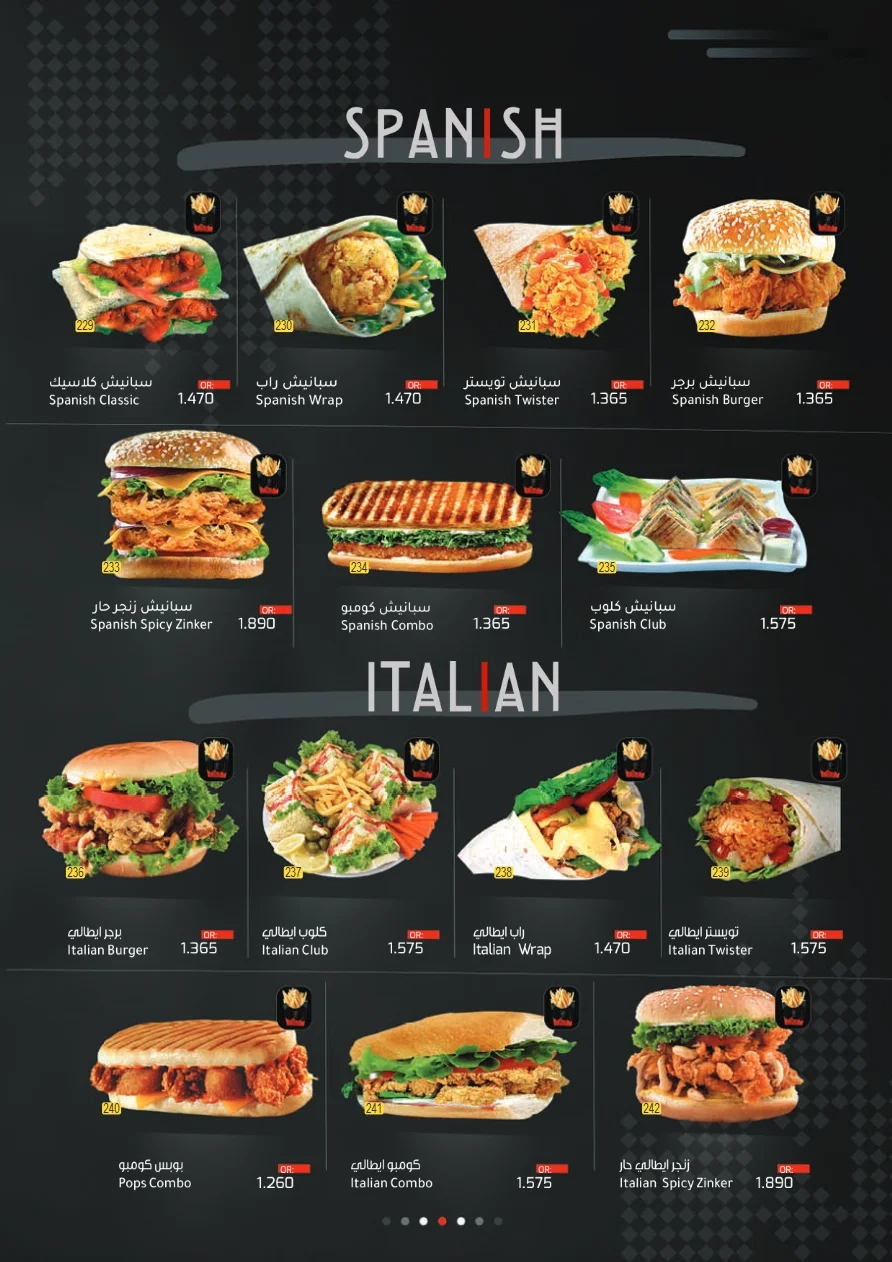 SPANISH
229
سبانيش كلاسيك
Spanish Classic
OR:
1.470
230
سبانيش راب
Spanish Wrap
OR:
1.470
231
سبانيش تويستر
Spanish Twister
OR:
1.365
232
سبانيش برجر
Spanish Burger
OR:
1.365
233
سبانيش زنجر حار
Spanish Spicy Zinker
OR:
1.890
234
سبانيش كومبو
Spanish Combo
OR:
1.365
235
سبانيش كلوب
Spanish Club
OR:
1.575
ITALIAN
236
برجر ايطالي
Italian Burger
OR:
1.365
237
كلوب ايطالي
Italian Club
OR:
1.575
238
راب ايطالي
Italian Wrap
OR:
1.470
239
تويستر ايطالي
Italian Twister
OR:
1.575
240
بوبس كومبو
Pops Combo
OR:
1.260
241
كومبو ايطالي
Italian Combo
OR:
1.575
242
زنجر ايطالي حار
Italian Spicy Zinker
OR:
1.890